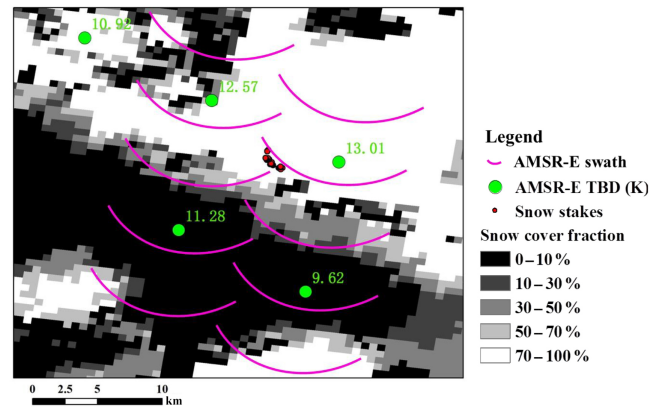 10.92
12.57
13.01
11.28
9.62
Legend
AMSR-E swath
AMSR-E TBD (K)
Snow stakes
Snow cover fraction
0–10 %
10–30 %
30–50 %
50–70 %
70–100 %
0 2.5 5 10
km